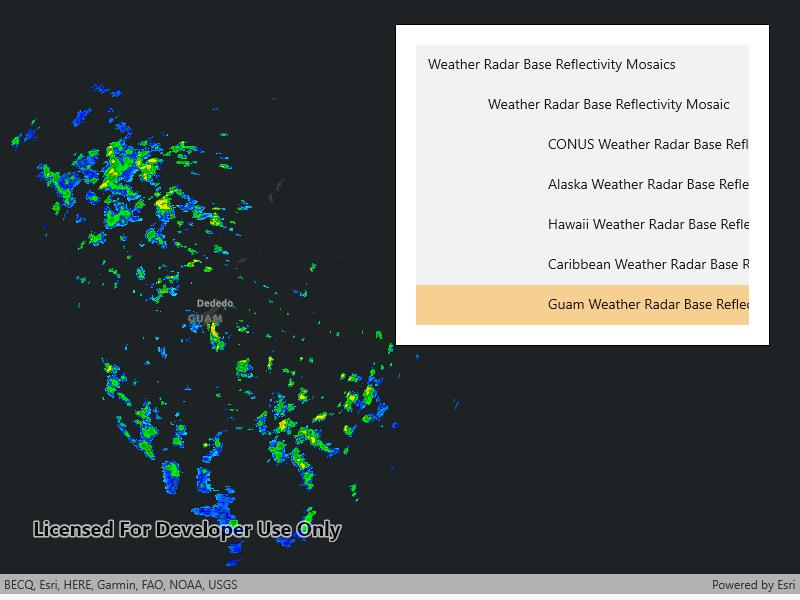 Weather Radar Base Reflectivity Mosaics
Weather Radar Base Reflectivity Mosaic
CONUS Weather Radar Base Refl
Alaska Weather Radar Base Refle
Hawaii Weather Radar Base Refle
Caribbean Weather Radar Base R
Guam Weather Radar Base Reflec
Dededo
GUAM
Licensed For Developer Use Only
BECQ, Esri, HERE, Garmin, FAO, NOAA, USGS
Powered by Esri